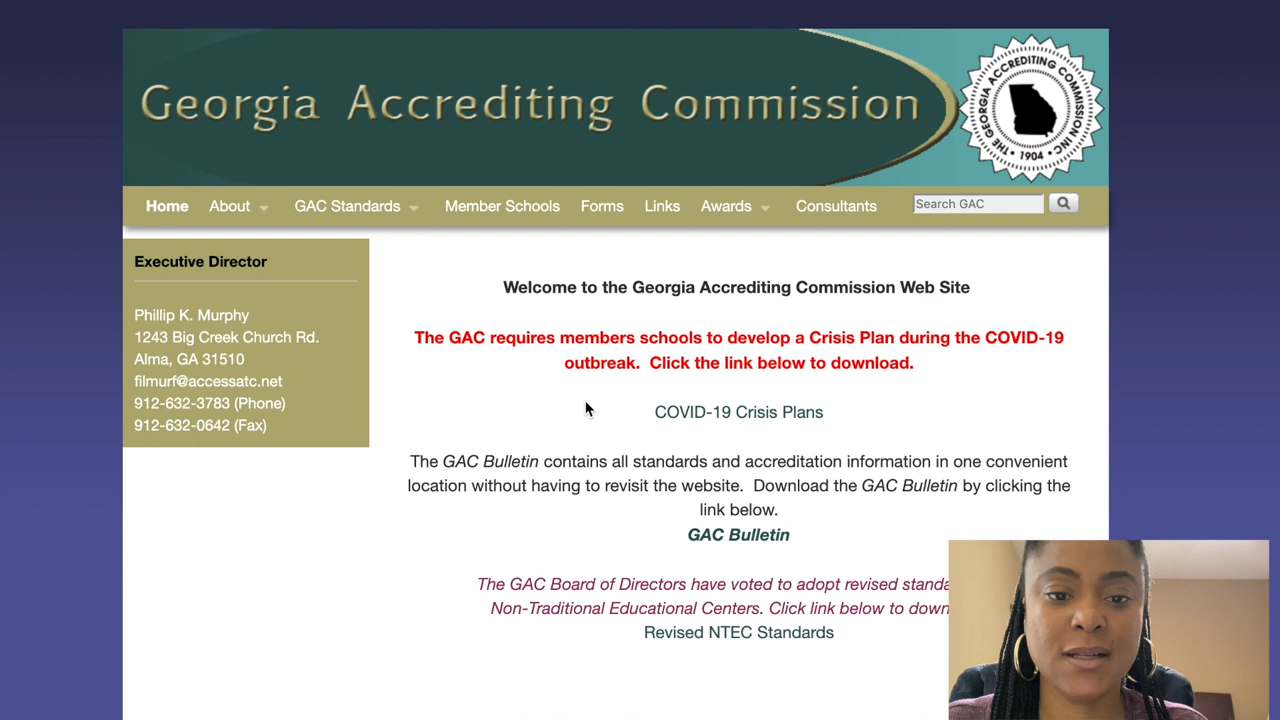 Georgia Accrediting Commission
THE GEORGIA ACCREDITING COMMISSION INC
• 1904 •
Home About GAC Standards Member Schools Forms Links Awards Consultants Search GAC
Executive Director
Phillip K. Murphy
1243 Big Creek Church Rd.
Alma, GA 31510
filmurf@accessatc.net
912-632-3783 (Phone)
912-632-0642 (Fax)
Welcome to the Georgia Accrediting Commission Web Site
The GAC requires members schools to develop a Crisis Plan during the COVID-19
outbreak. Click the link below to download.
COVID-19 Crisis Plans
The GAC Bulletin contains all standards and accreditation information in one convenient
location without having to revisit the website. Download the GAC Bulletin by clicking the
link below.
GAC Bulletin
The GAC Board of Directors have voted to adopt revised
Non-Traditional Educational Centers. Click link below to
Revised NTEC Standards